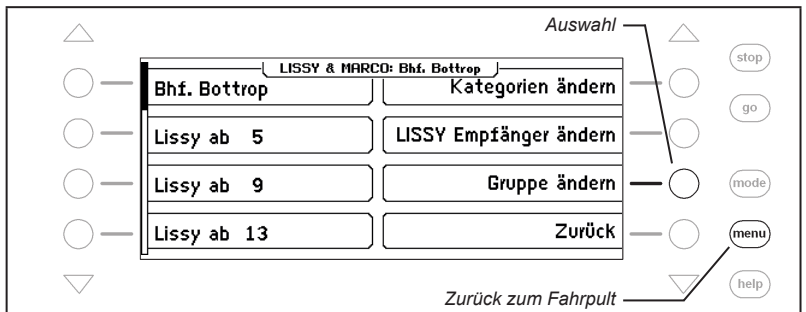 Auswahl
stop
LISSY & MARCO: Bhf. Bottrop
Bhf. Bottrop
Kategorien ändern
go
Lissy ab 5
LISSY Empfänger ändern
Lissy ab 9
Gruppe ändern
mode
Lissy ab 13
Zurück
menu
help
Zurück zum Fahrpult